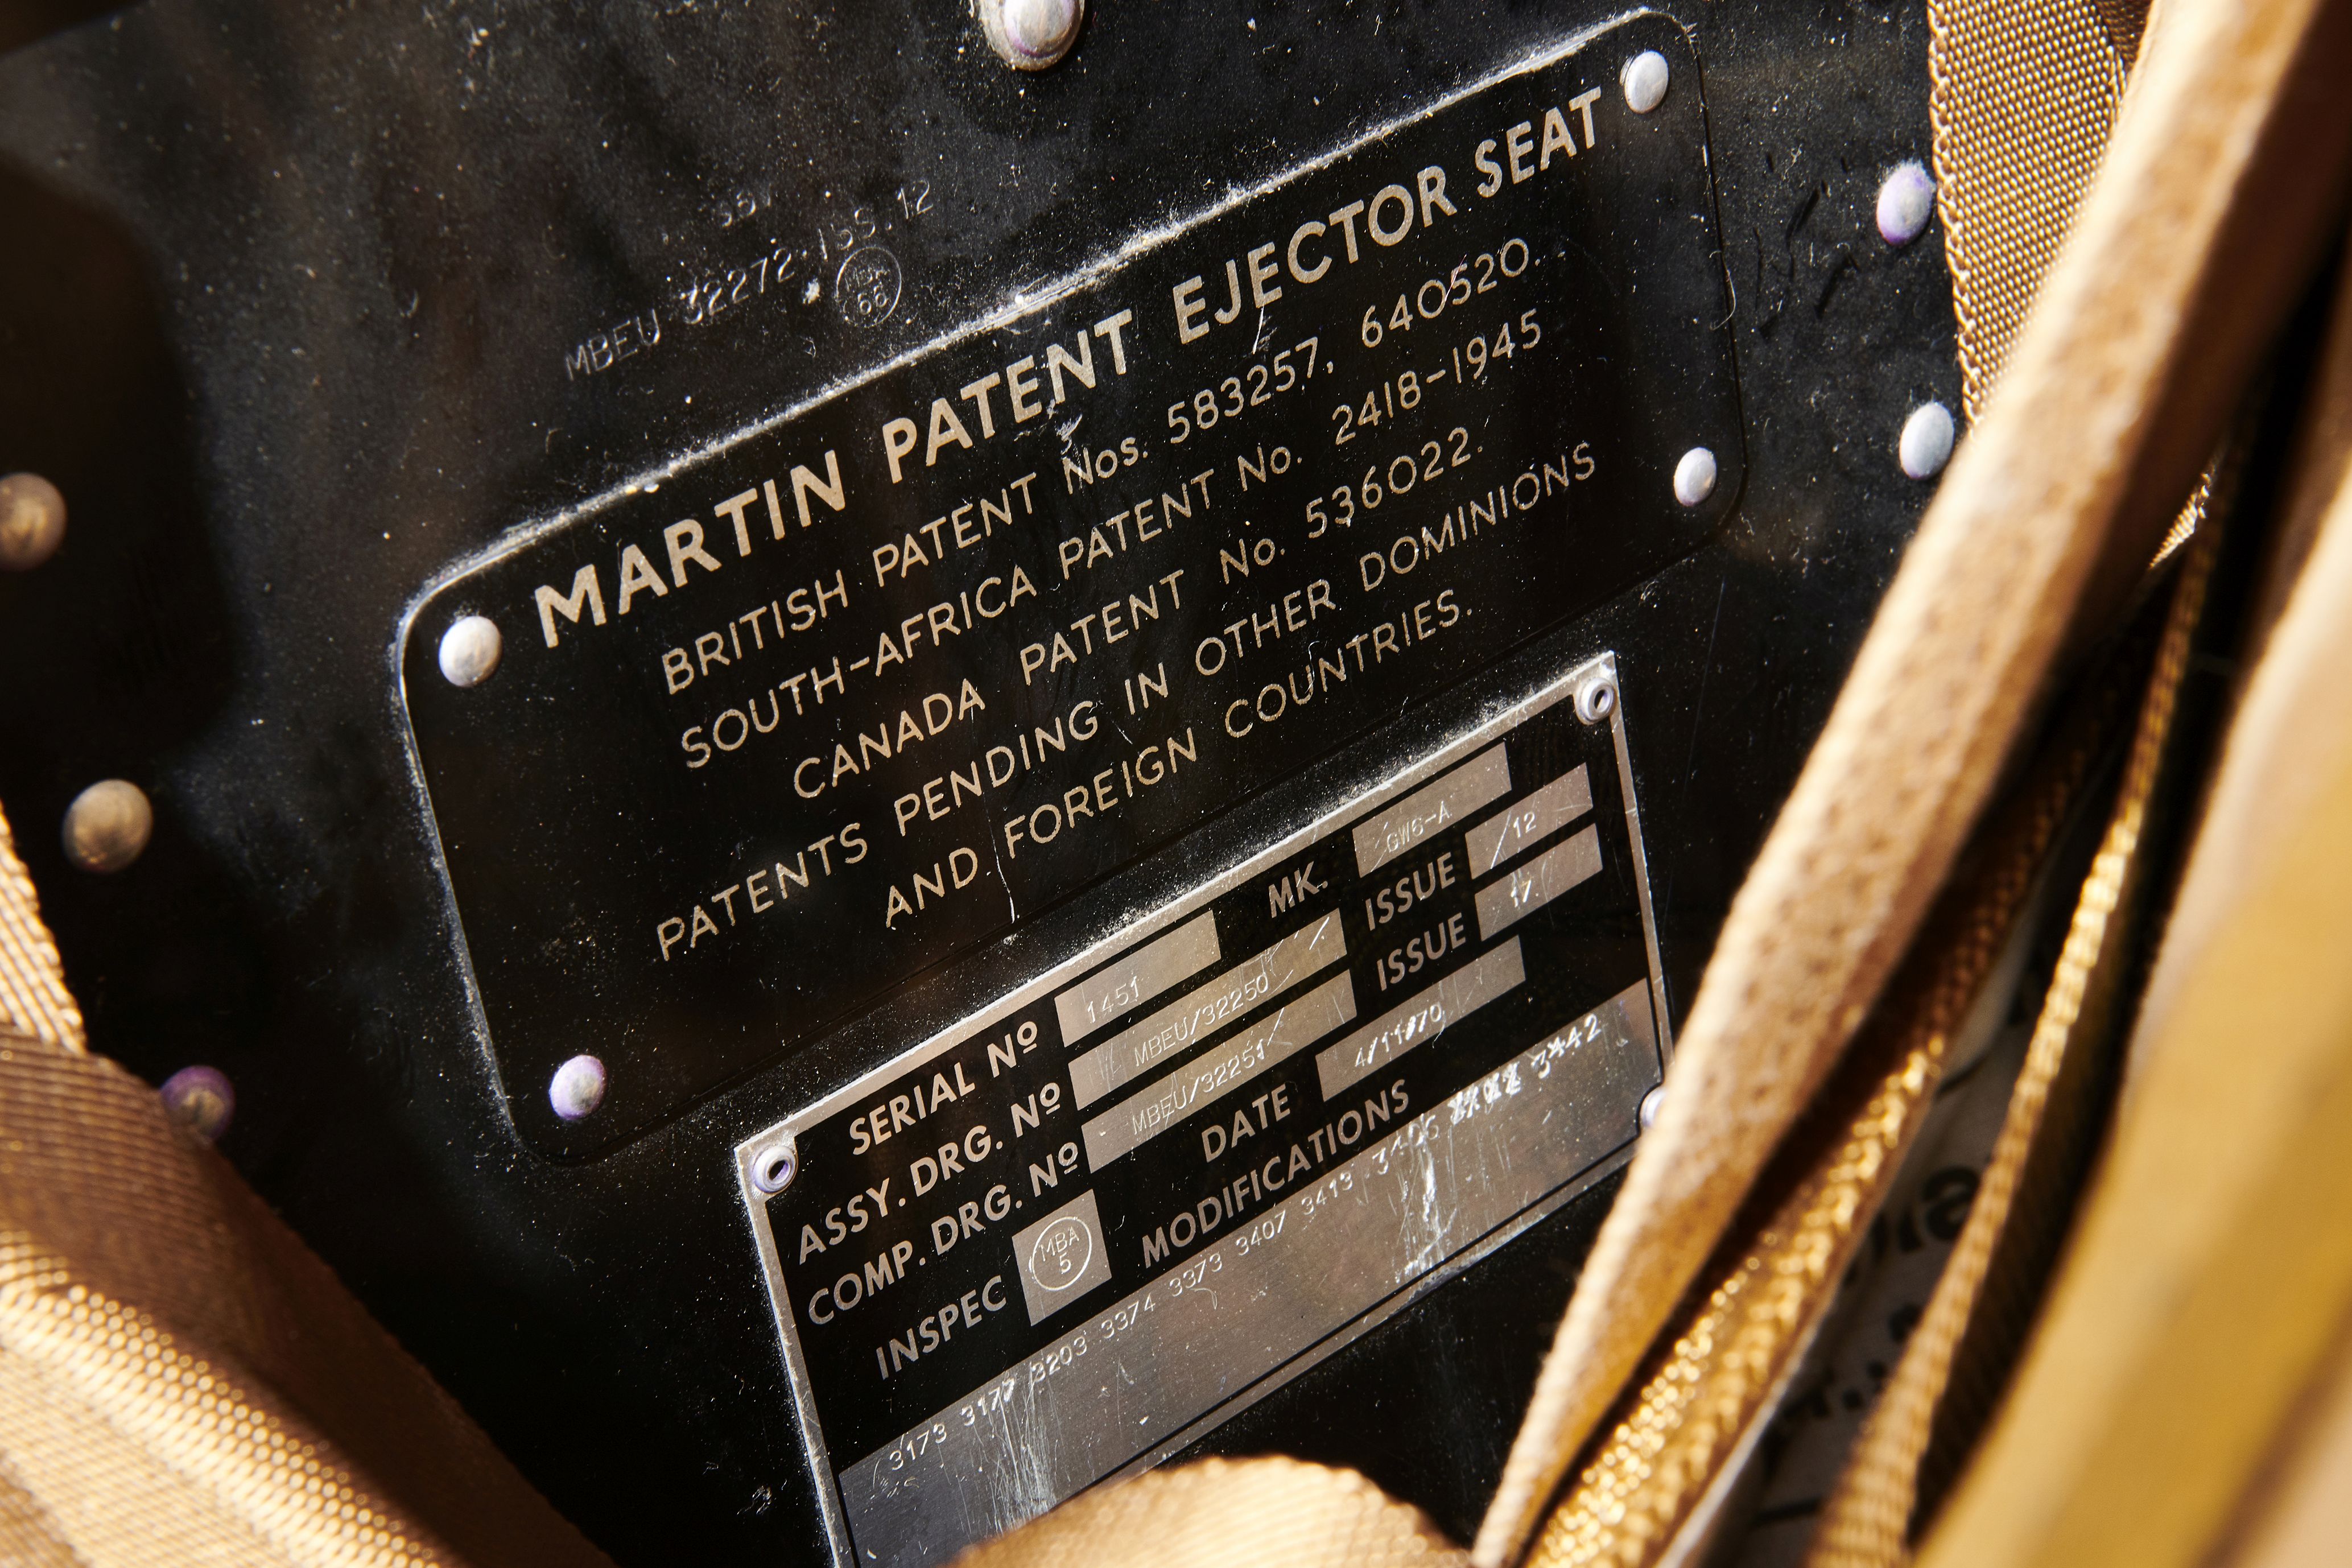 MBEU 32272·ISS.12
MARTIN PATENT EJECTOR SEAT
BRITISH PATENT Nos. 583257, 640520.
SOUTH-AFRICA PATENT No. 2418-1945
CANADA PATENT No. 536022.
PATENTS PENDING IN OTHER DOMINIONS
AND FOREIGN COUNTRIES.
SERIAL Nº 1451 MK. GW6-A
ASSY. DRG. Nº MBEU/32250 ISSUE /12
COMP. DRG. Nº MBEU/32251 ISSUE 17
INSPEC MBA 5 DATE 4/11/70
MODIFICATIONS
3173 3177 3203 3374 3373 3407 3413 3406 3442